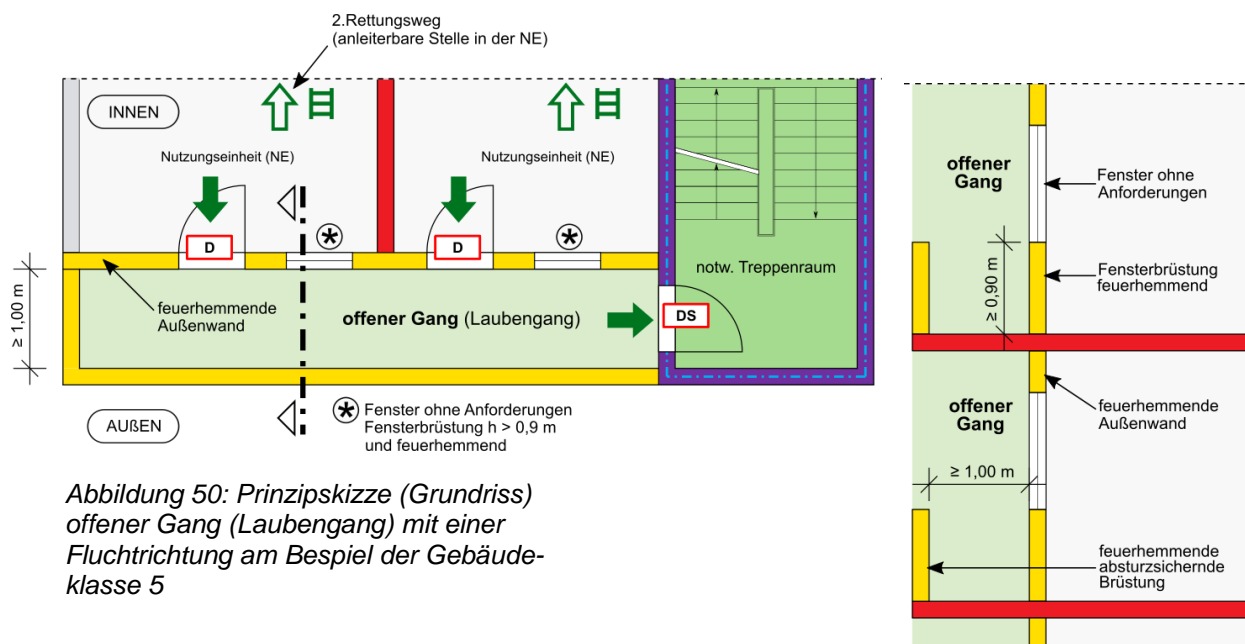 2.Rettungsweg
(anleiterbare Stelle in der NE)
INNEN
Nutzungseinheit (NE)
Nutzungseinheit (NE)
D
D
notw. Treppenraum
≥ 1,00 m
feuerhemmende
Außenwand
offener Gang (Laubengang)
DS
AUßEN
* Fenster ohne Anforderungen
Fensterbrüstung h > 0,9 m
und feuerhemmend
Abbildung 50: Prinzipskizze (Grundriss)
offener Gang (Laubengang) mit einer
Fluchtrichtung am Bespiel der Gebäude-
klasse 5
offener
Gang
Fenster ohne
Anforderungen
≥ 0,90 m
Fensterbrüstung
feuerhemmend
offener
Gang
feuerhemmende
Außenwand
≥ 1,00 m
feuerhemmende
absturzsichernde
Brüstung